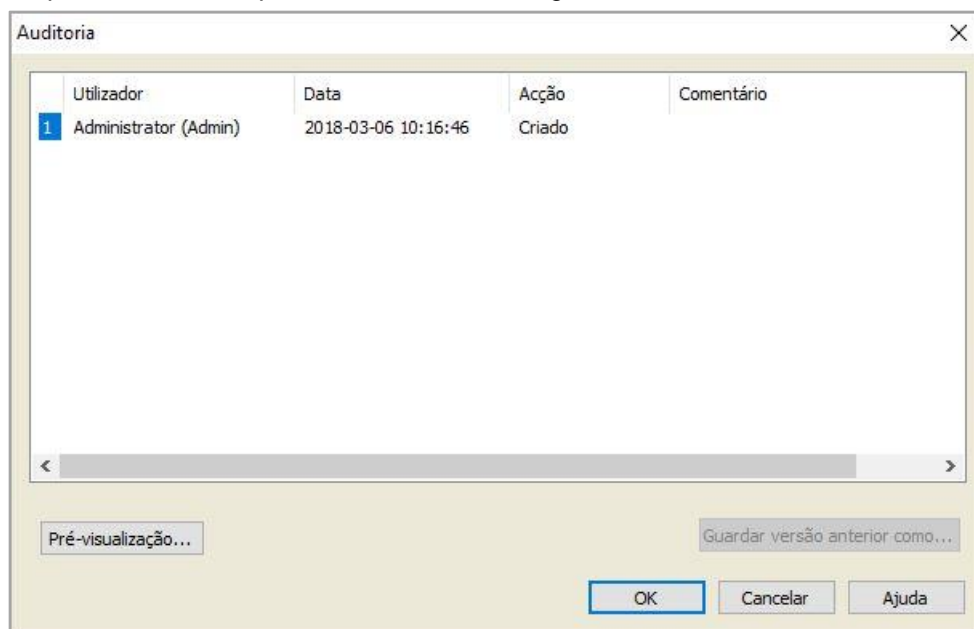 Auditoria
Utilizador Data Acção Comentário
1 Administrator (Admin) 2018-03-06 10:16:46 Criado
Pré-visualização... Guardar versão anterior como...
OK Cancelar Ajuda